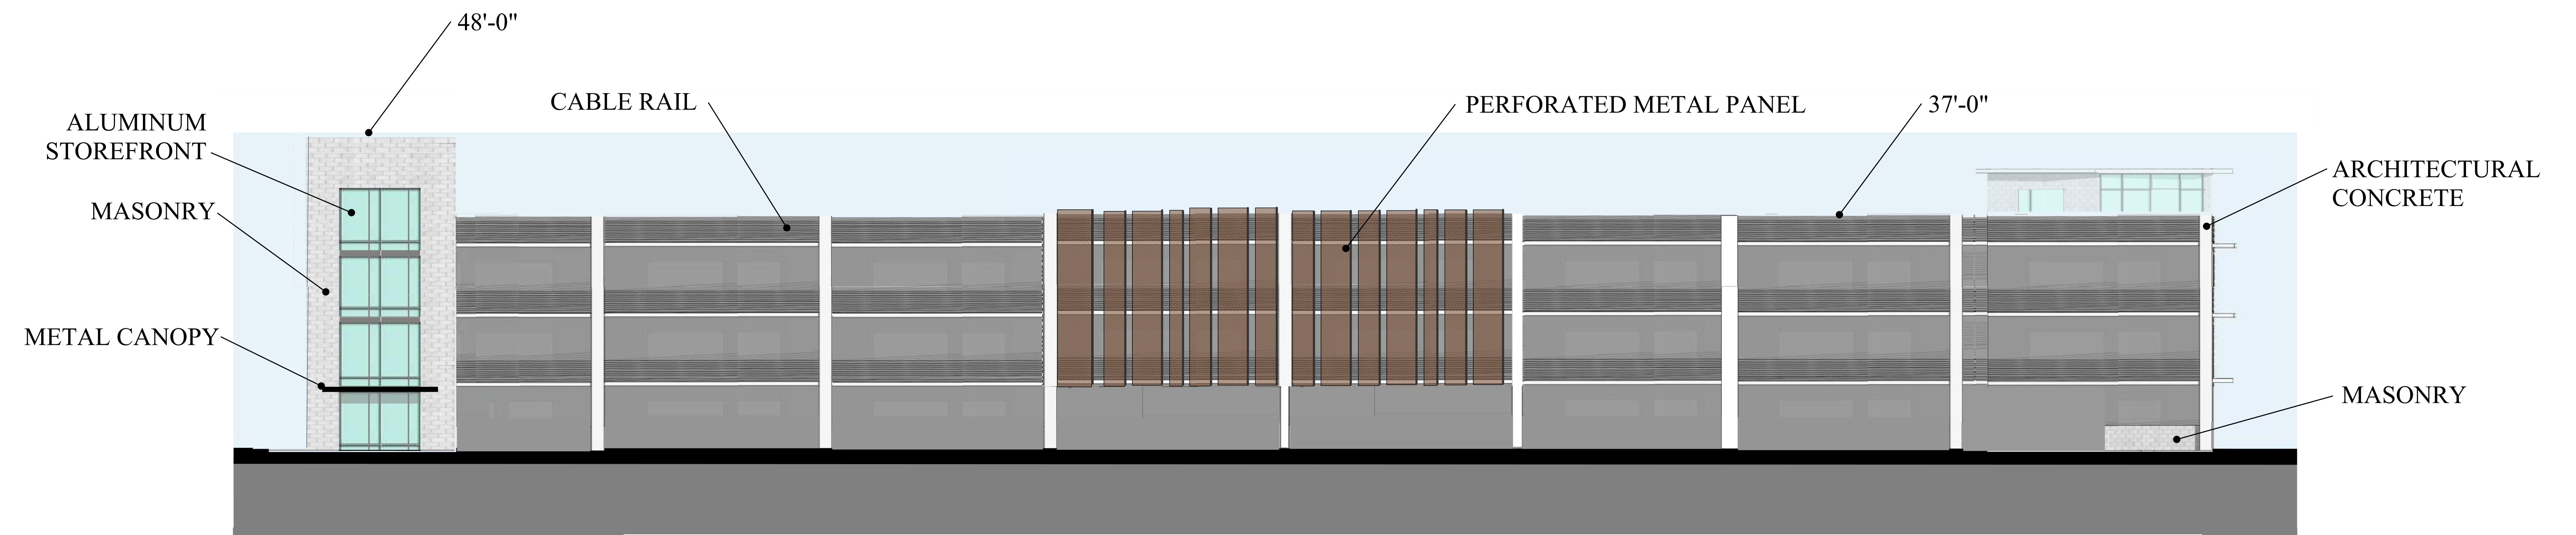 48'-0"
CABLE RAIL
PERFORATED METAL PANEL
37'-0"
ALUMINUM
STOREFRONT
ARCHITECTURAL
CONCRETE
MASONRY
METAL CANOPY
MASONRY